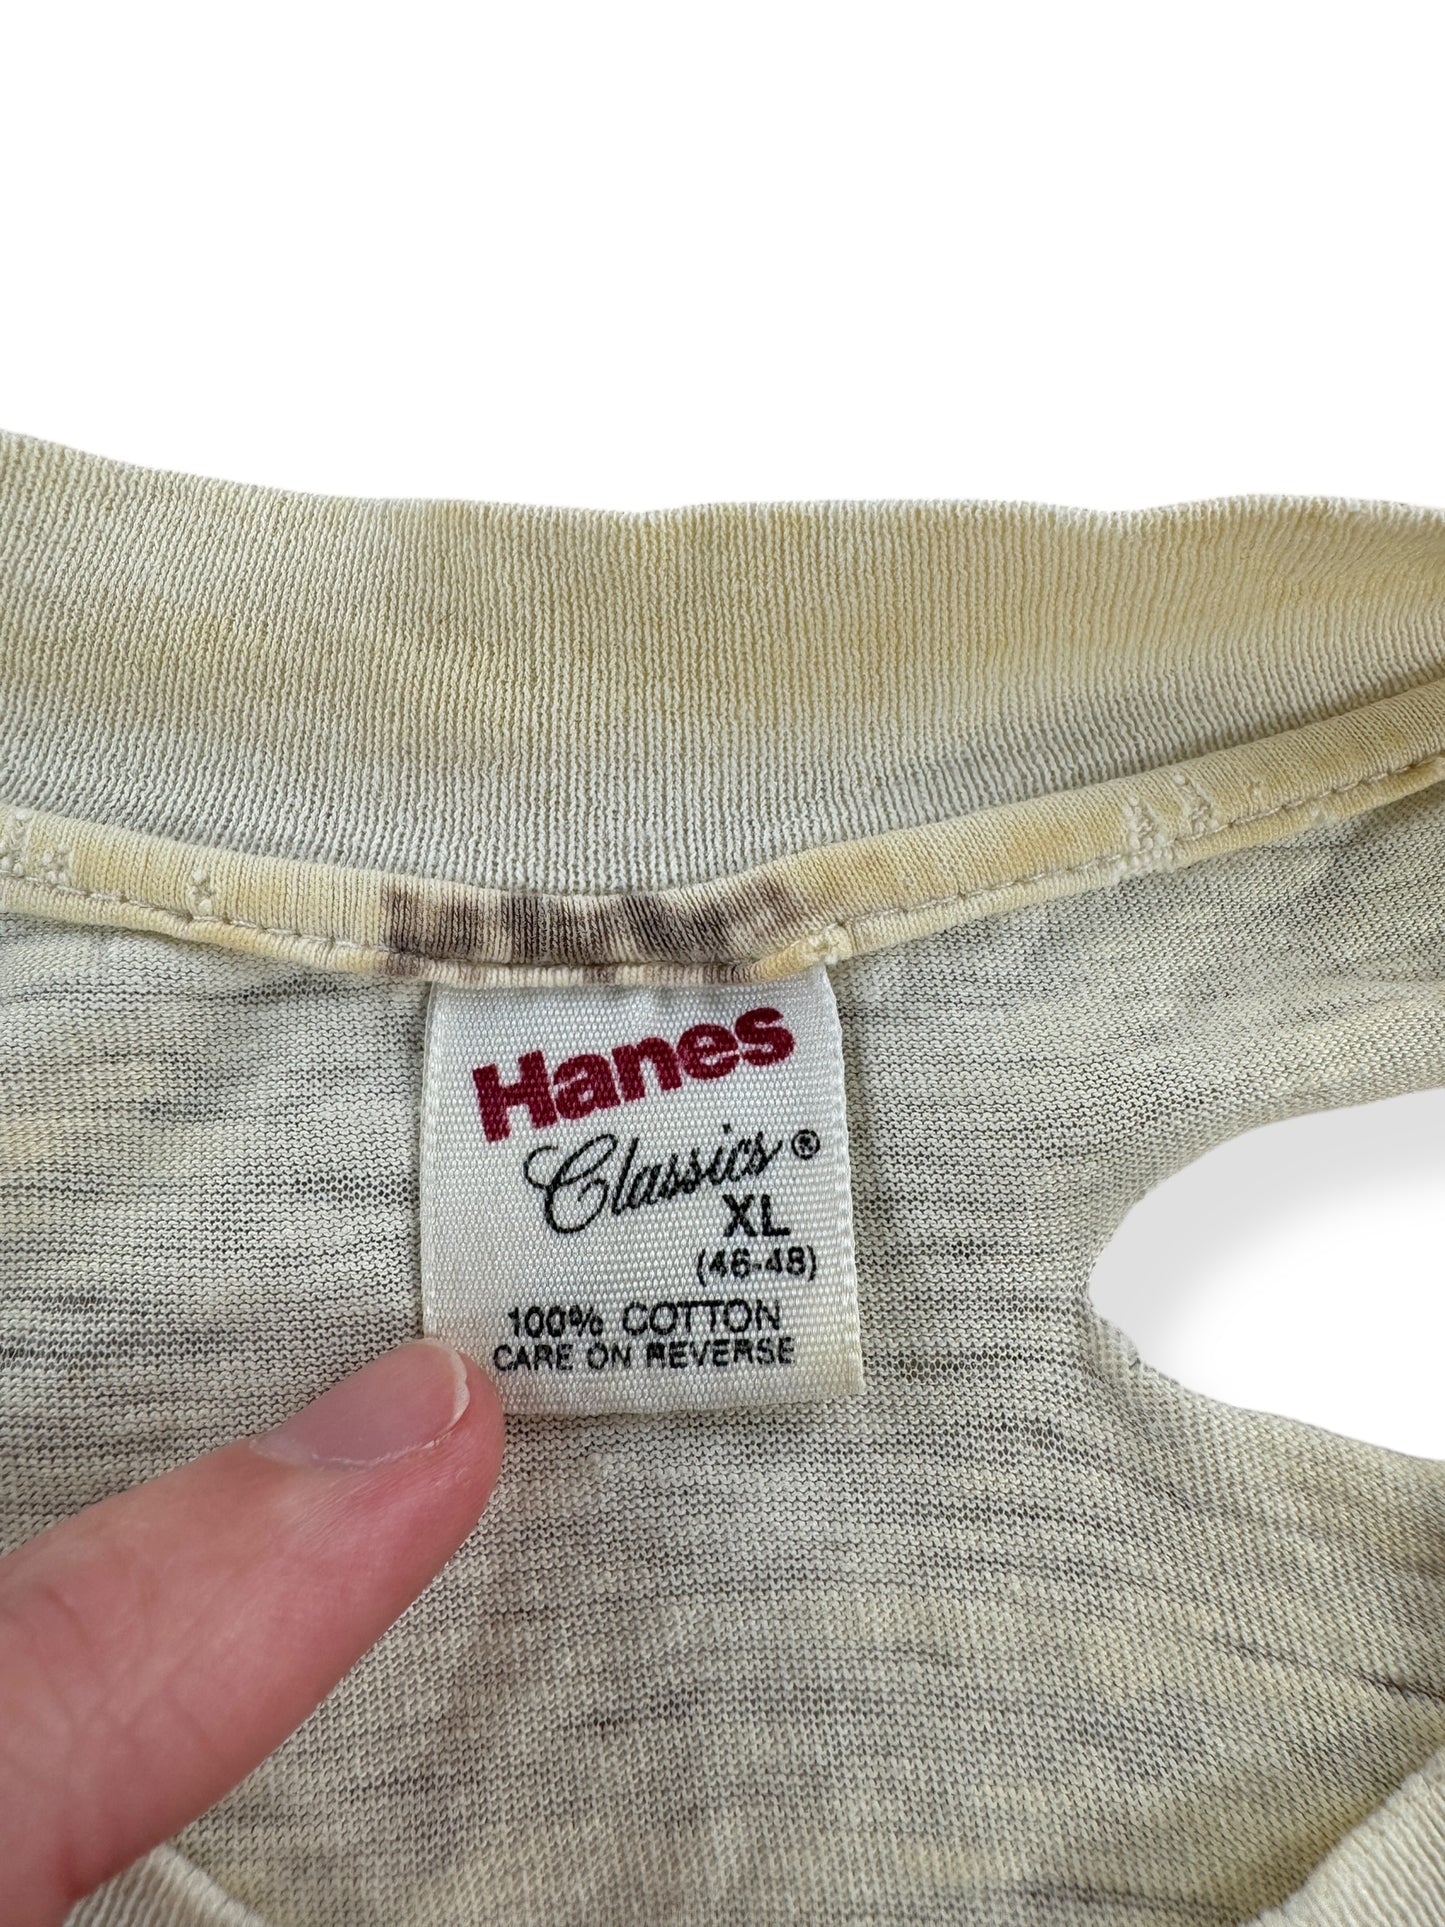 Hanes
Classics®
XL
(46-48)
100% COTTON
CARE ON REVERSE